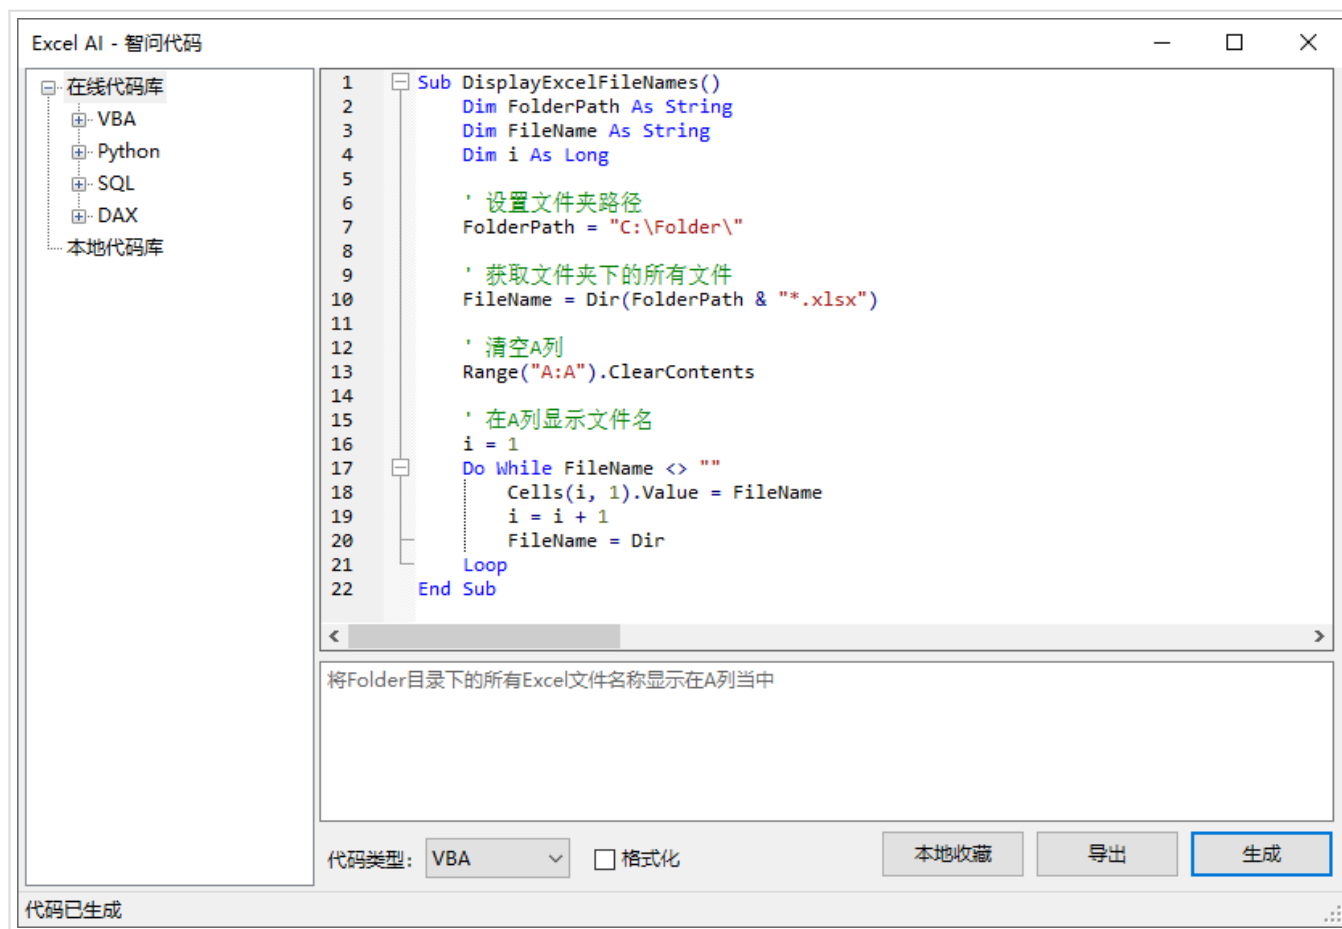 Excel AI - 智问代码
在线代码库
VBA
Python
SQL
DAX
本地代码库
1 Sub DisplayExcelFileNames()
2     Dim FolderPath As String
3     Dim FileName As String
4     Dim i As Long
5
6     ' 设置文件夹路径
7     FolderPath = "C:\Folder\"
8
9     ' 获取文件夹下的所有文件
10     FileName = Dir(FolderPath & "*.xlsx")
11
12     ' 清空A列
13     Range("A:A").ClearContents
14
15     ' 在A列显示文件名
16     i = 1
17     Do While FileName <> ""
18         Cells(i, 1).Value = FileName
19         i = i + 1
20         FileName = Dir
21     Loop
22 End Sub
将Folder目录下的所有Excel文件名称显示在A列当中
代码类型: VBA 格式化 本地收藏 导出 生成
代码已生成